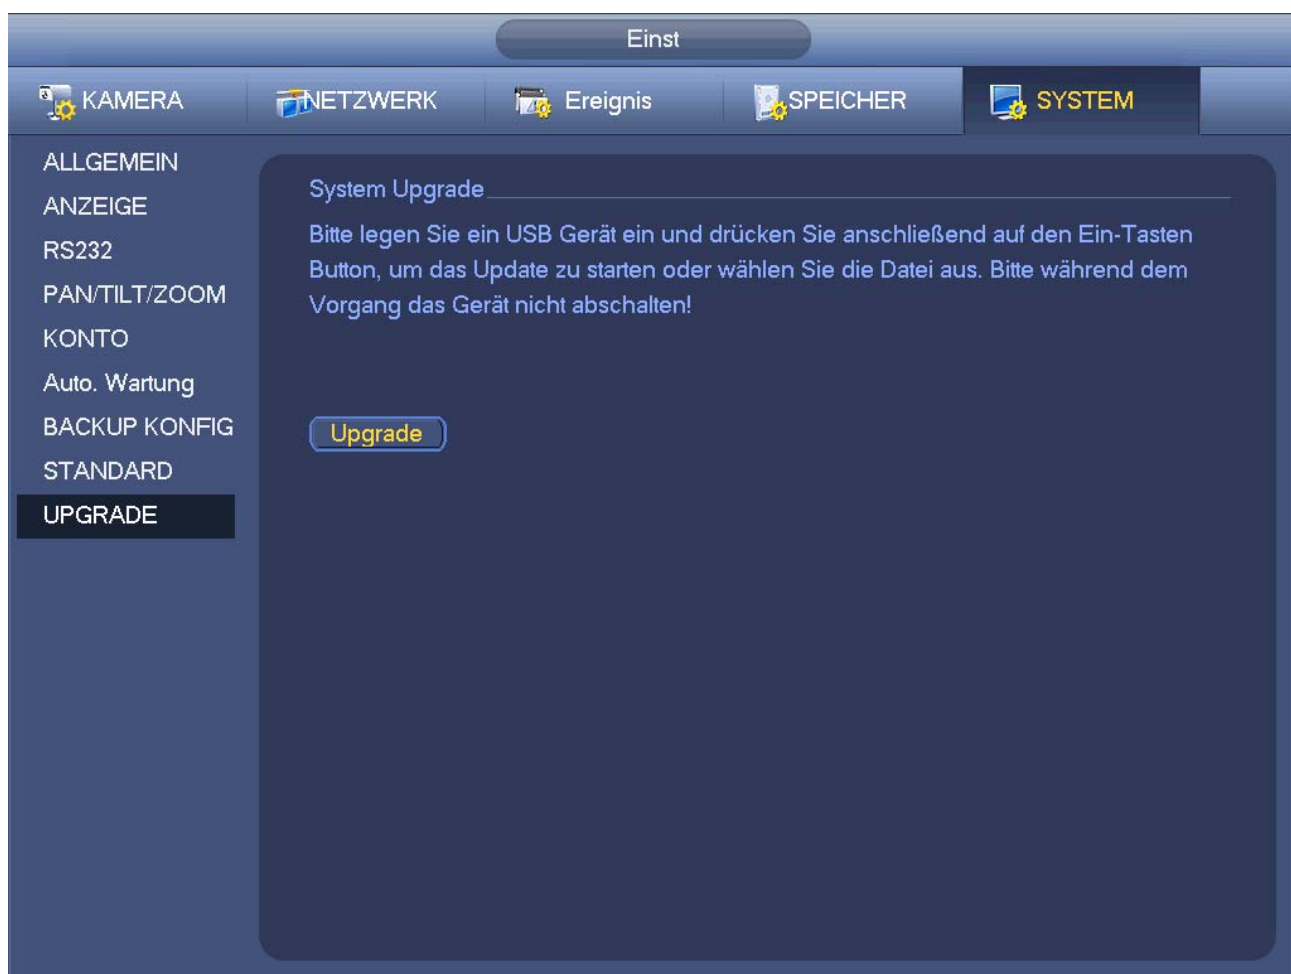 Einst
KAMERA NETZWERK Ereignis SPEICHER SYSTEM
ALLGEMEIN
ANZEIGE
RS232
PAN/TILT/ZOOM
KONTO
Auto. Wartung
BACKUP KONFIG
STANDARD
UPGRADE
System Upgrade
Bitte legen Sie ein USB Gerät ein und drücken Sie anschließend auf den Ein-Tasten
Button, um das Update zu starten oder wählen Sie die Datei aus. Bitte während dem
Vorgang das Gerät nicht abschalten!
Upgrade